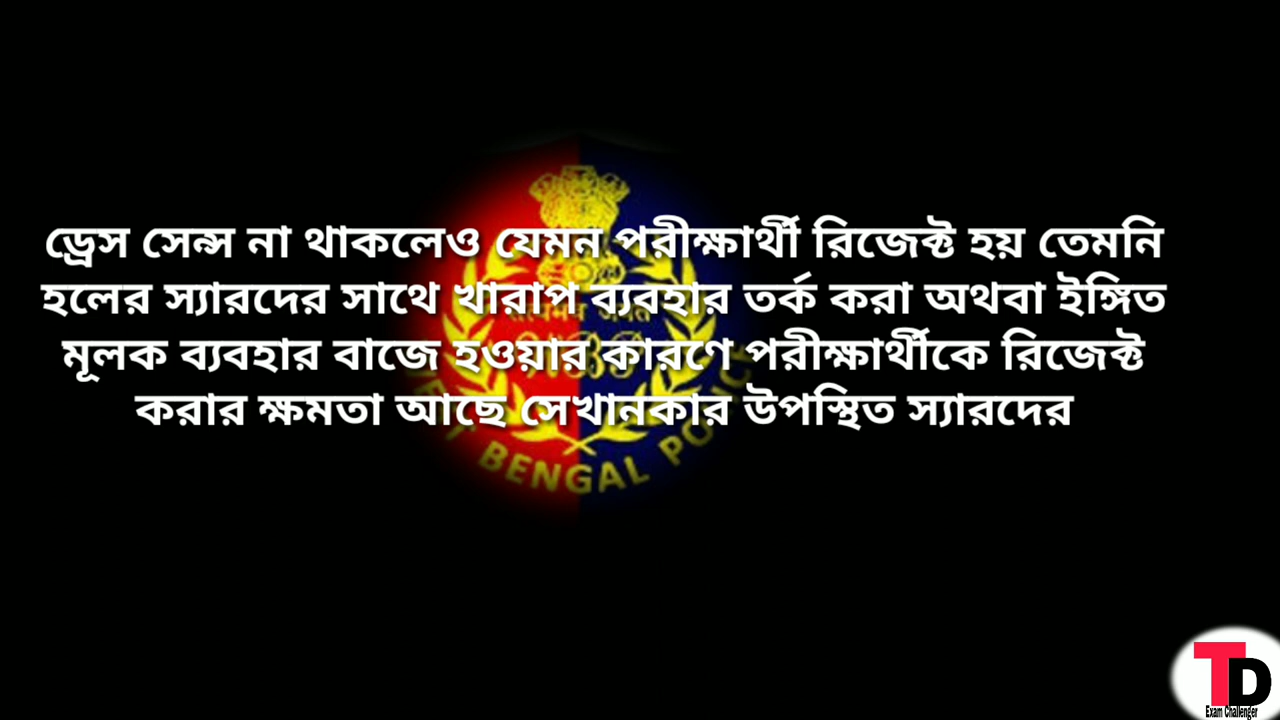 ড্রেস সেন্স না থাকলেও যেমন পরীক্ষার্থী রিজেক্ট হয় তেমনি
হলের স্যারদের সাথে খারাপ ব্যবহার তর্ক করা অথবা ইঙ্গিত
মূলক ব্যবহার বাজে হওয়ার কারণে পরীক্ষার্থীকে রিজেক্ট
করার ক্ষমতা আছে সেখানকার উপস্থিত স্যারদের
BENGAL
TD
Exam Challenger